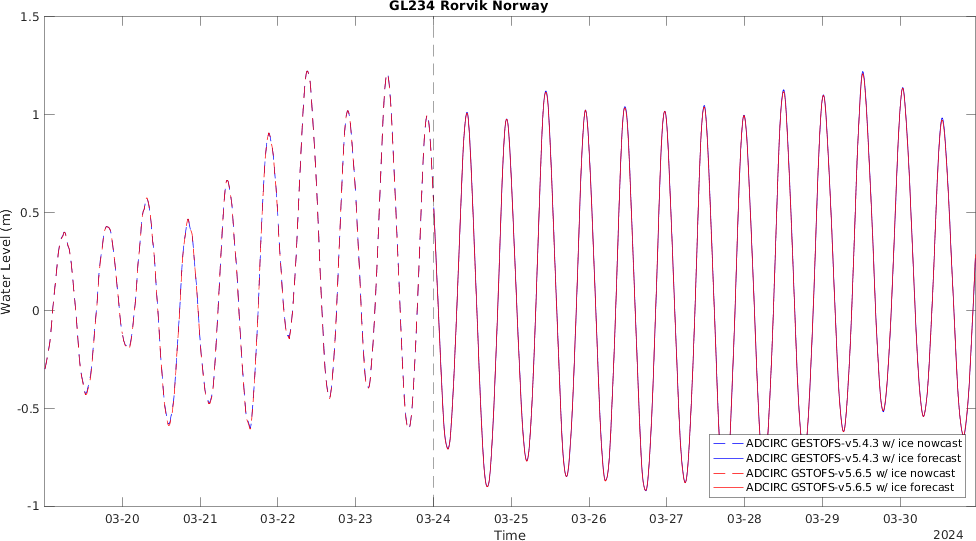 GL234 Rorvik Norway
1.5
1
0.5
0
-0.5
-1
Water Level (m)
ADCIRC GESTOFS-v5.4.3 w/ ice nowcast
ADCIRC GESTOFS-v5.4.3 w/ ice forecast
ADCIRC GSTOFS-v5.6.5 w/ ice nowcast
ADCIRC GSTOFS-v5.6.5 w/ ice forecast
03-20 03-21 03-22 03-23 03-24 03-25 03-26 03-27 03-28 03-29 03-30
Time
2024